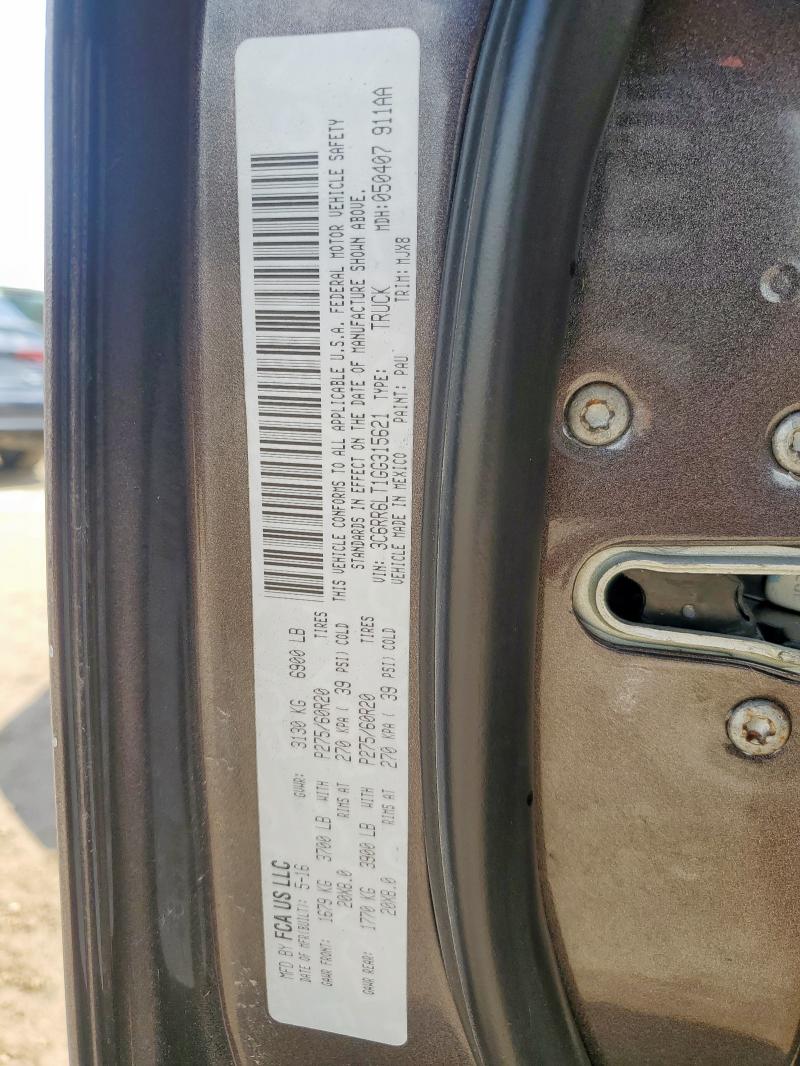 MFD BY FCA US LLC
DATE OF MFR(BUILT): 5-16 GVWR: 3130 KG 6900 LB
GAWR FRONT: 1679 KG 3700 LB WITH P275/60R20 TIRES
20X8.0 RIMS AT 270 KPA ( 39 PSI) COLD
GAWR REAR: 1770 KG 3900 LB WITH P275/60R20 TIRES
20X8.0 RIMS AT 270 KPA ( 39 PSI) COLD
THIS VEHICLE CONFORMS TO ALL APPLICABLE U.S.A. FEDERAL MOTOR VEHICLE SAFETY
STANDARDS IN EFFECT ON THE DATE OF MANUFACTURE SHOWN ABOVE.
VIN: 3C6RR6LT1GG315621 TYPE: TRUCK MDH:050407 911AA
VEHICLE MADE IN MEXICO PAINT: PAU TRIM: MJX8